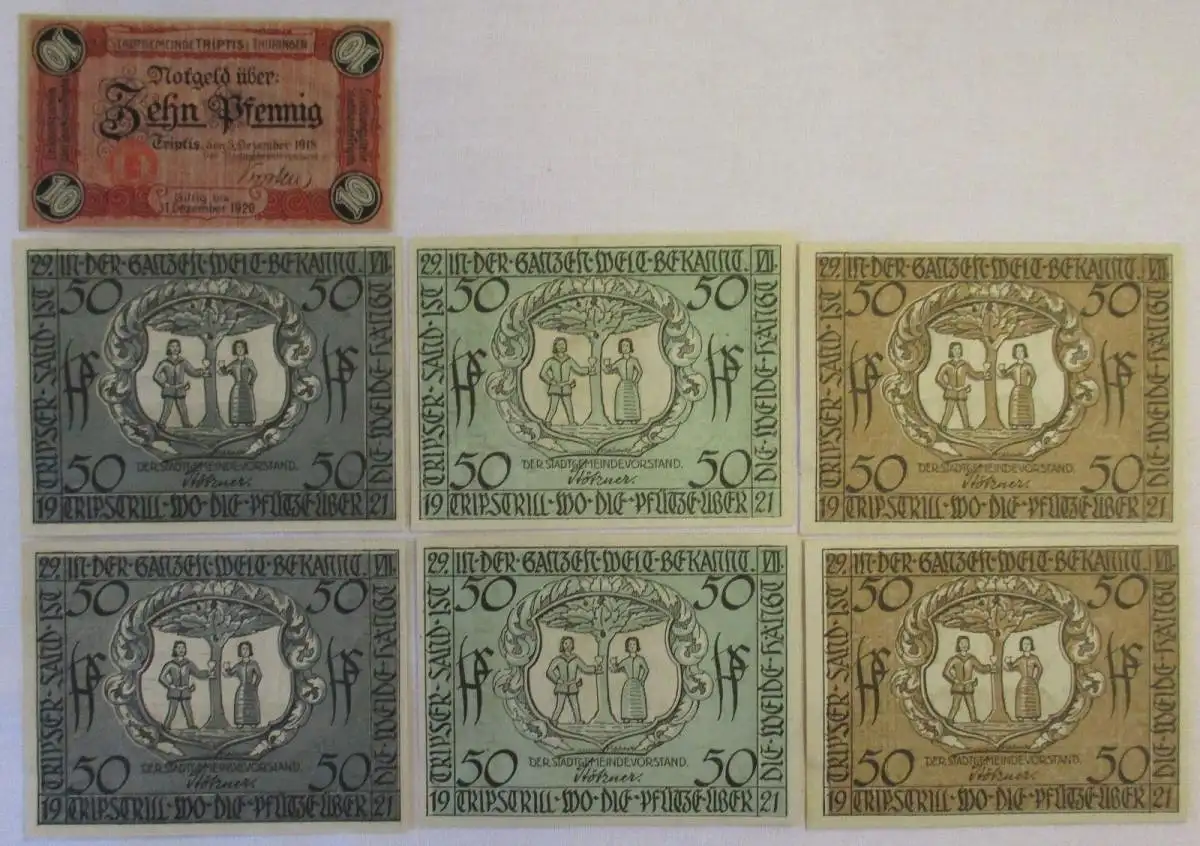 10 10
STADTGEMEINDE TRIPTIS i. THÜRINGEN
Notgeld über:
Zehn Pfennig
Triptis, den 3. Dezember 1918
Giltig bis
31. Dezember 1920
10 10
29. IN·DER·GANZEN·WELT·BEKANNT. VII.
50 50
TRIPSER·SAND·IST
DIE·WEIDE·HÄNGT
50 50
DER STADTGEMEINDEVORSTAND.
Stötzner.
19 TRIPSTRILL·WO·DIE·PFÜTZE·ÜBER 21
29. IN·DER·GANZEN·WELT·BEKANNT. VII.
50 50
TRIPSER·SAND·IST
DIE·WEIDE·HÄNGT
50 50
DER STADTGEMEINDEVORSTAND.
Stötzner.
19 TRIPSTRILL·WO·DIE·PFÜTZE·ÜBER 21
29. IN·DER·GANZEN·WELT·BEKANNT. VII.
50 50
TRIPSER·SAND·IST
DIE·WEIDE·HÄNGT
50 50
DER STADTGEMEINDEVORSTAND.
Stötzner.
19 TRIPSTRILL·WO·DIE·PFÜTZE·ÜBER 21
29. IN·DER·GANZEN·WELT·BEKANNT. VII.
50 50
TRIPSER·SAND·IST
DIE·WEIDE·HÄNGT
50 50
DER STADTGEMEINDEVORSTAND.
Stötzner.
19 TRIPSTRILL·WO·DIE·PFÜTZE·ÜBER 21
29. IN·DER·GANZEN·WELT·BEKANNT. VII.
50 50
TRIPSER·SAND·IST
DIE·WEIDE·HÄNGT
50 50
DER STADTGEMEINDEVORSTAND.
Stötzner.
19 TRIPSTRILL·WO·DIE·PFÜTZE·ÜBER 21
29. IN·DER·GANZEN·WELT·BEKANNT. VII.
50 50
TRIPSER·SAND·IST
DIE·WEIDE·HÄNGT
50 50
DER STADTGEMEINDEVORSTAND.
Stötzner.
19 TRIPSTRILL·WO·DIE·PFÜTZE·ÜBER 21